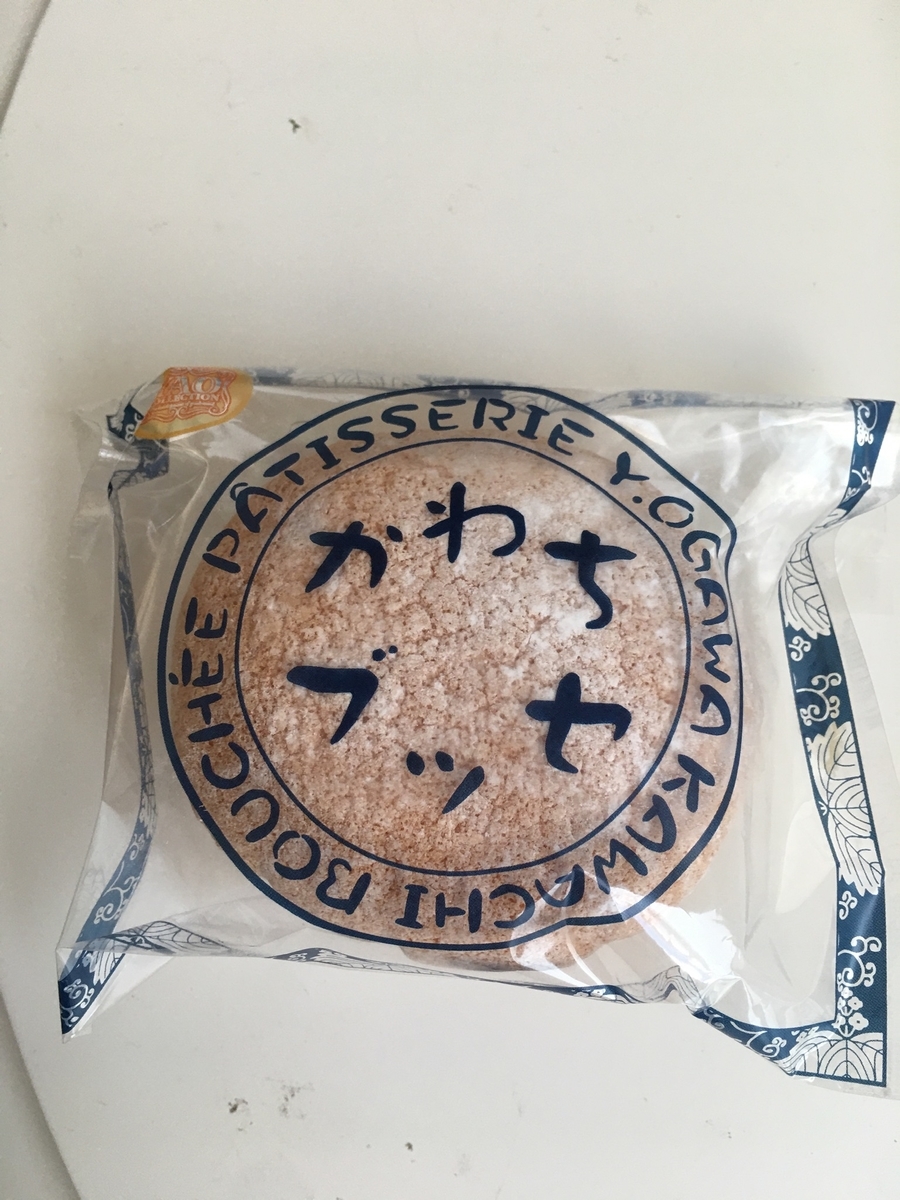 PÂTISSERIE Y.OGAWA KAWACHI BOUCHÉE
かわち
ブッセ